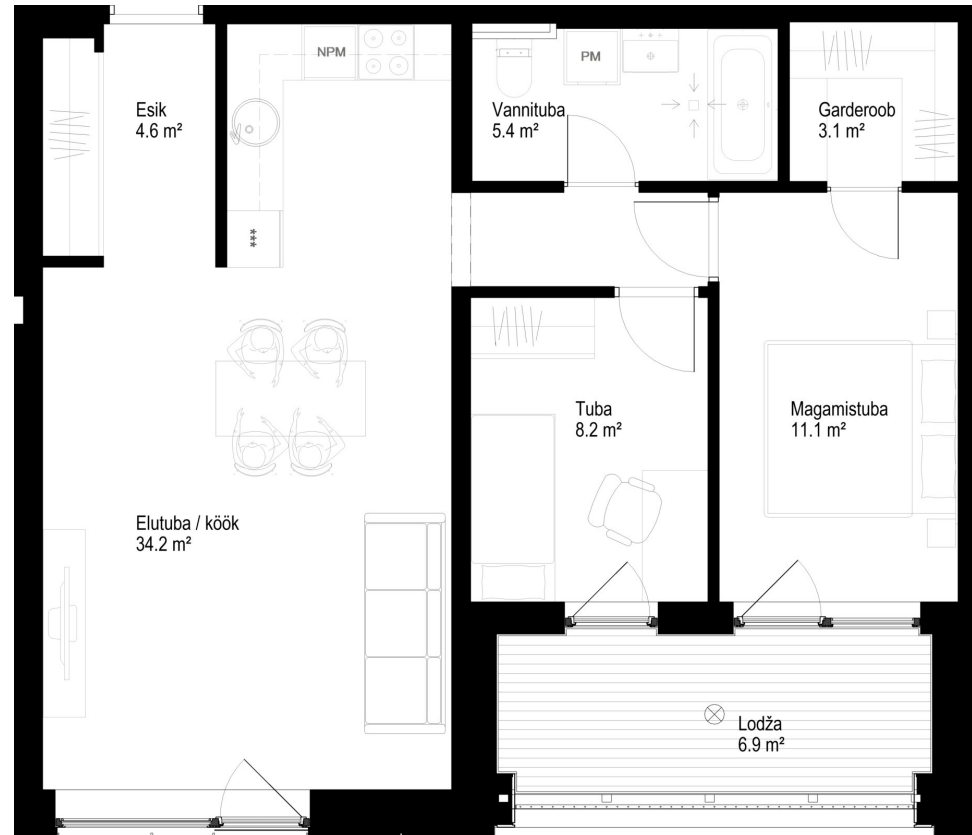 NPM
PM
Esik
4.6 m²
Vannituba
5.4 m²
Garderoob
3.1 m²
***
Tuba
8.2 m²
Magamistuba
11.1 m²
Elutuba / köök
34.2 m²
Lodža
6.9 m²